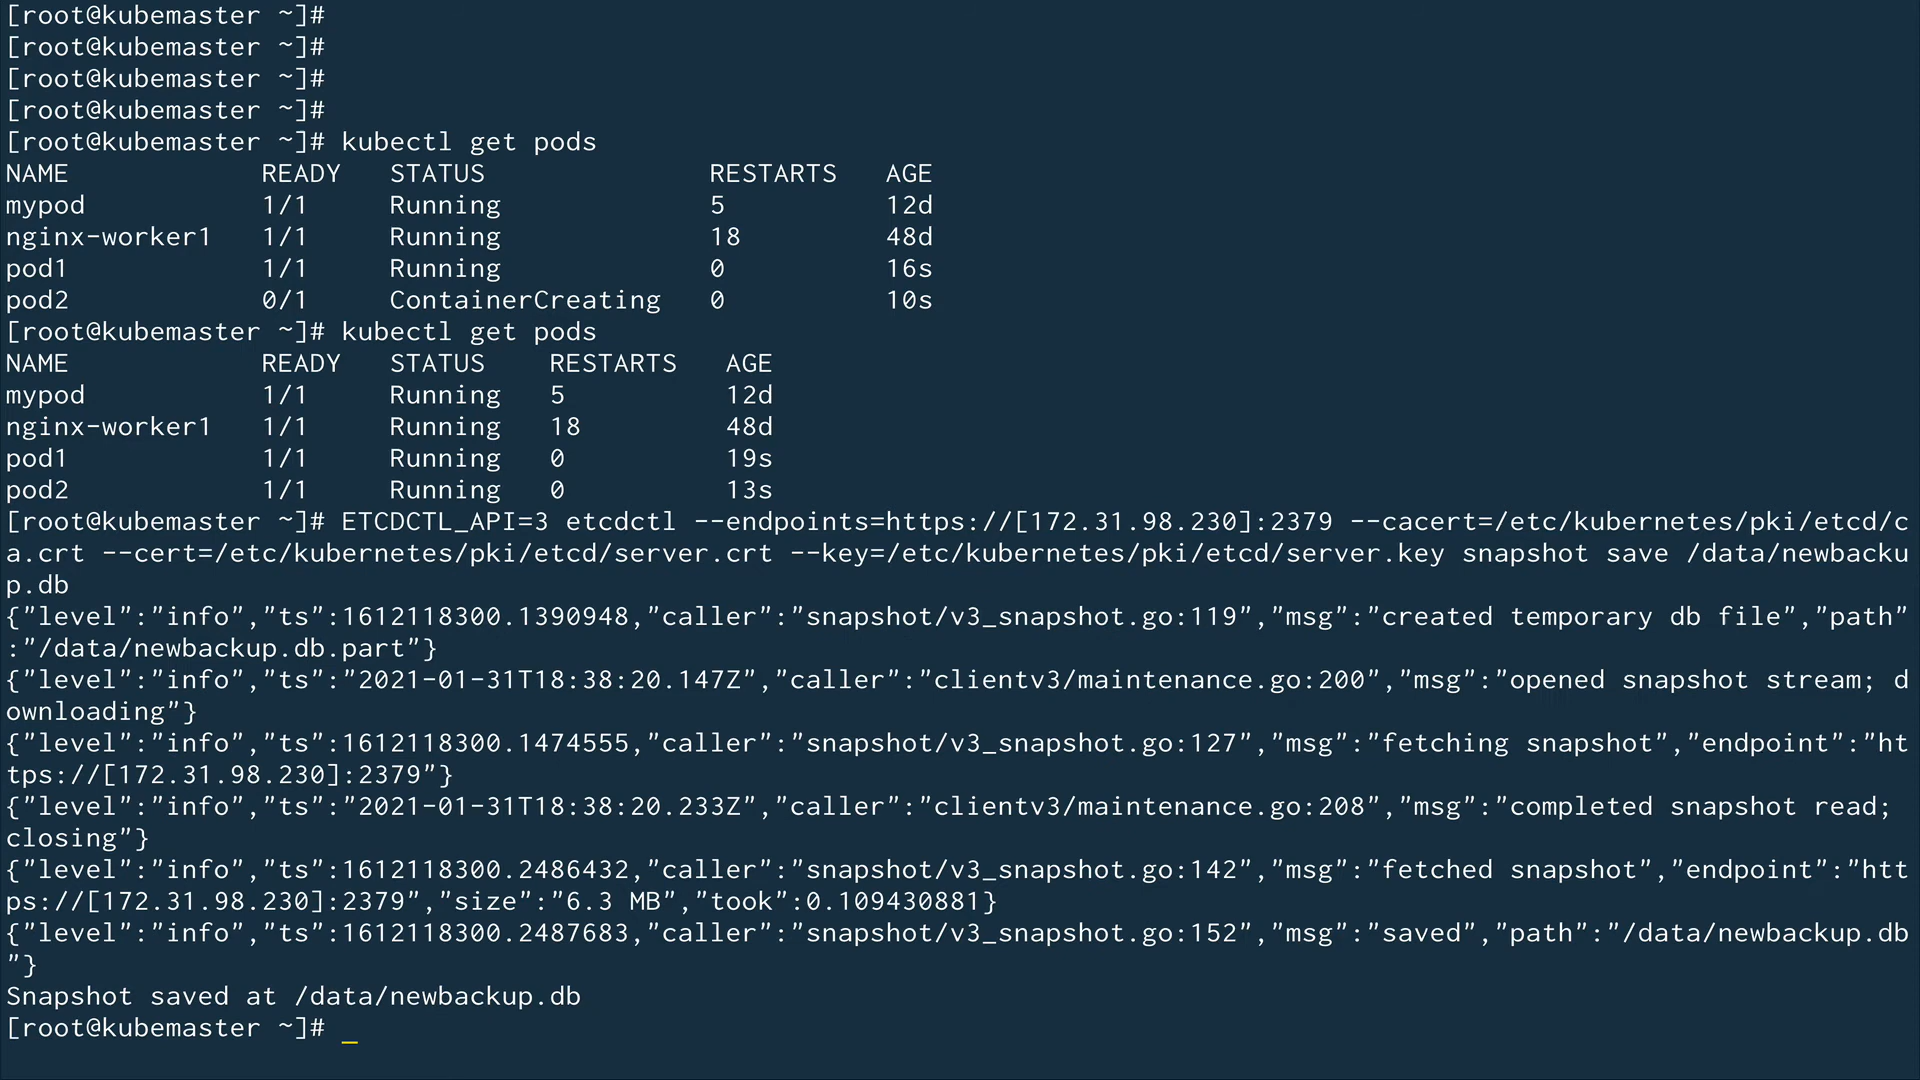 [root@kubemaster ~]#
[root@kubemaster ~]#
[root@kubemaster ~]#
[root@kubemaster ~]#
[root@kubemaster ~]# kubectl get pods
NAME            READY   STATUS              RESTARTS   AGE
mypod           1/1     Running             5          12d
nginx-worker1   1/1     Running             18         48d
pod1            1/1     Running             0          16s
pod2            0/1     ContainerCreating   0          10s
[root@kubemaster ~]# kubectl get pods
NAME            READY   STATUS    RESTARTS   AGE
mypod           1/1     Running   5          12d
nginx-worker1   1/1     Running   18         48d
pod1            1/1     Running   0          19s
pod2            1/1     Running   0          13s
[root@kubemaster ~]# ETCDCTL_API=3 etcdctl --endpoints=https://[172.31.98.230]:2379 --cacert=/etc/kubernetes/pki/etcd/c
a.crt --cert=/etc/kubernetes/pki/etcd/server.crt --key=/etc/kubernetes/pki/etcd/server.key snapshot save /data/newbacku
p.db
{"level":"info","ts":1612118300.1390948,"caller":"snapshot/v3_snapshot.go:119","msg":"created temporary db file","path"
:"/data/newbackup.db.part"}
{"level":"info","ts":"2021-01-31T18:38:20.147Z","caller":"clientv3/maintenance.go:200","msg":"opened snapshot stream; d
ownloading"}
{"level":"info","ts":1612118300.1474555,"caller":"snapshot/v3_snapshot.go:127","msg":"fetching snapshot","endpoint":"ht
tps://[172.31.98.230]:2379"}
{"level":"info","ts":"2021-01-31T18:38:20.233Z","caller":"clientv3/maintenance.go:208","msg":"completed snapshot read;
closing"}
{"level":"info","ts":1612118300.2486432,"caller":"snapshot/v3_snapshot.go:142","msg":"fetched snapshot","endpoint":"htt
ps://[172.31.98.230]:2379","size":"6.3 MB","took":0.109430881}
{"level":"info","ts":1612118300.2487683,"caller":"snapshot/v3_snapshot.go:152","msg":"saved","path":"/data/newbackup.db
"}
Snapshot saved at /data/newbackup.db
[root@kubemaster ~]# _